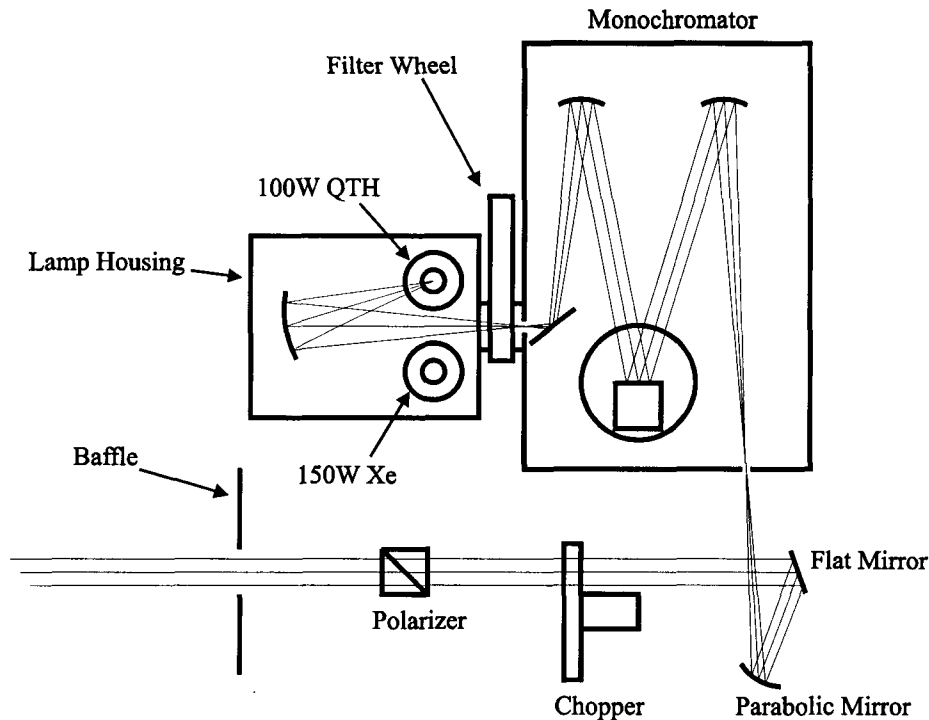 Monochromator
Filter Wheel
100W QTH
Lamp Housing
Baffle
150W Xe
Flat Mirror
Polarizer
Chopper
Parabolic Mirror